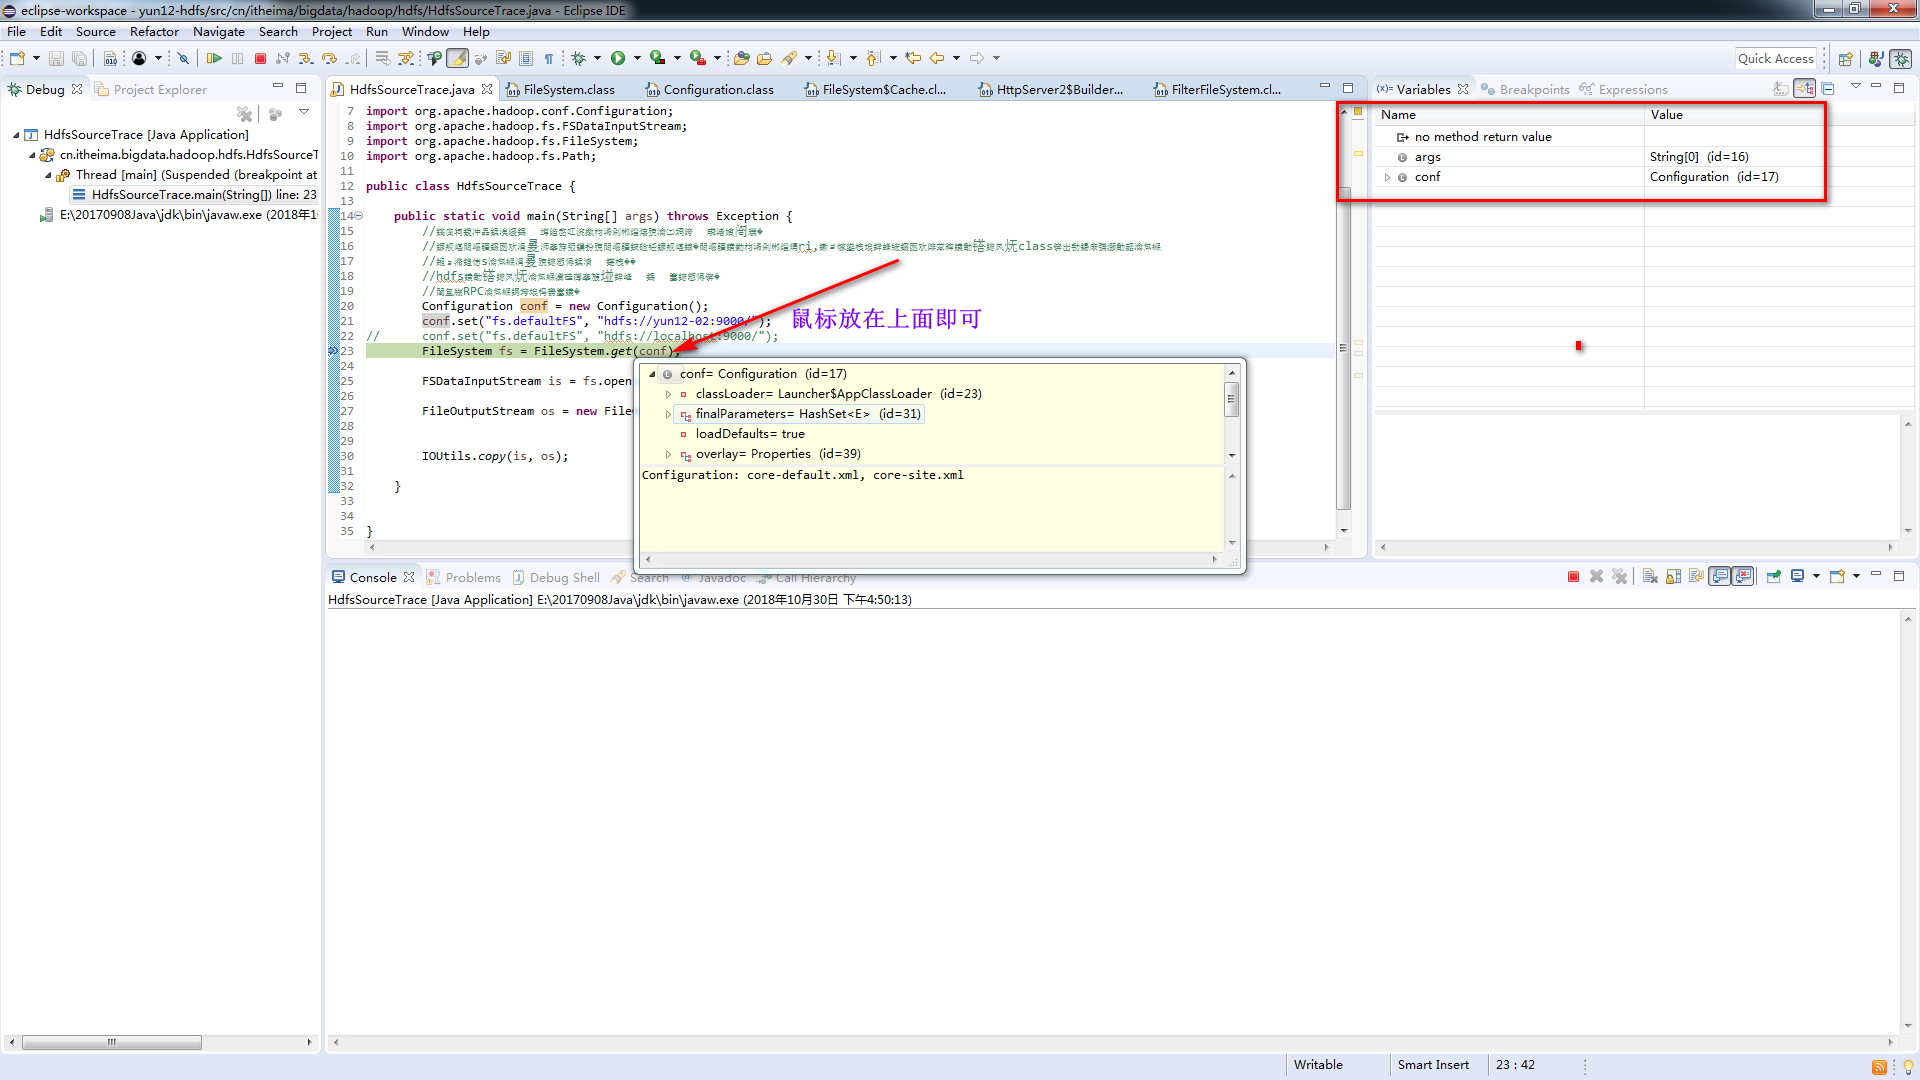 eclipse-workspace - yun12-hdfs/src/cn/itheima/bigdata/hadoop/hdfs/HdfsSourceTrace.java - Eclipse IDE
File Edit Source Refactor Navigate Search Project Run Window Help
Quick Access
Debug Project Explorer
HdfsSourceTrace [Java Application]
cn.itheima.bigdata.hadoop.hdfs.HdfsSourceT
Thread [main] (Suspended (breakpoint at
HdfsSourceTrace.main(String[]) line: 23
E:\20170908Java\jdk\bin\javaw.exe (2018年1
HdfsSourceTrace.java FileSystem.class Configuration.class FileSystem$Cache.cl... HttpServer2$Builder... FilterFileSystem.cl...
7 import org.apache.hadoop.conf.Configuration;
8 import org.apache.hadoop.fs.FSDataInputStream;
9 import org.apache.hadoop.fs.FileSystem;
10 import org.apache.hadoop.fs.Path;
11
12 public class HdfsSourceTrace {
13
14 public static void main(String[] args) throws Exception {
15 //
16 //
17 //
18 //hdfs
19 //
20 Configuration conf = new Configuration();
21 conf.set("fs.defaultFS", "hdfs://yun12-02:9000/");
22 // conf.set("fs.defaultFS", "hdfs://localhost:9000/");
23 FileSystem fs = FileSystem.get(conf);
24
25 FSDataInputStream is = fs.open
26
27 FileOutputStream os = new File
28
29
30 IOUtils.copy(is, os);
31
32 }
33
34
35 }
鼠标放在上面即可
conf= Configuration (id=17)
classLoader= Launcher$AppClassLoader (id=23)
finalParameters= HashSet<E> (id=31)
loadDefaults= true
overlay= Properties (id=39)
Configuration: core-default.xml, core-site.xml
(x)= Variables Breakpoints Expressions
Name Value
no method return value
args String[0] (id=16)
conf Configuration (id=17)
Console Problems Debug Shell Search Javadoc Call Hierarchy
HdfsSourceTrace [Java Application] E:\20170908Java\jdk\bin\javaw.exe (2018年10月30日 下午4:50:13)
Writable Smart Insert 23 : 42